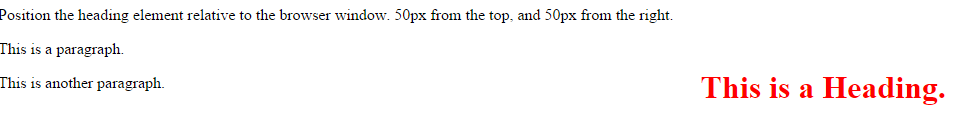 Position the heading element relative to the browser window. 50px from the top, and 50px from the right.
This is a paragraph.
This is another paragraph.
This is a Heading.